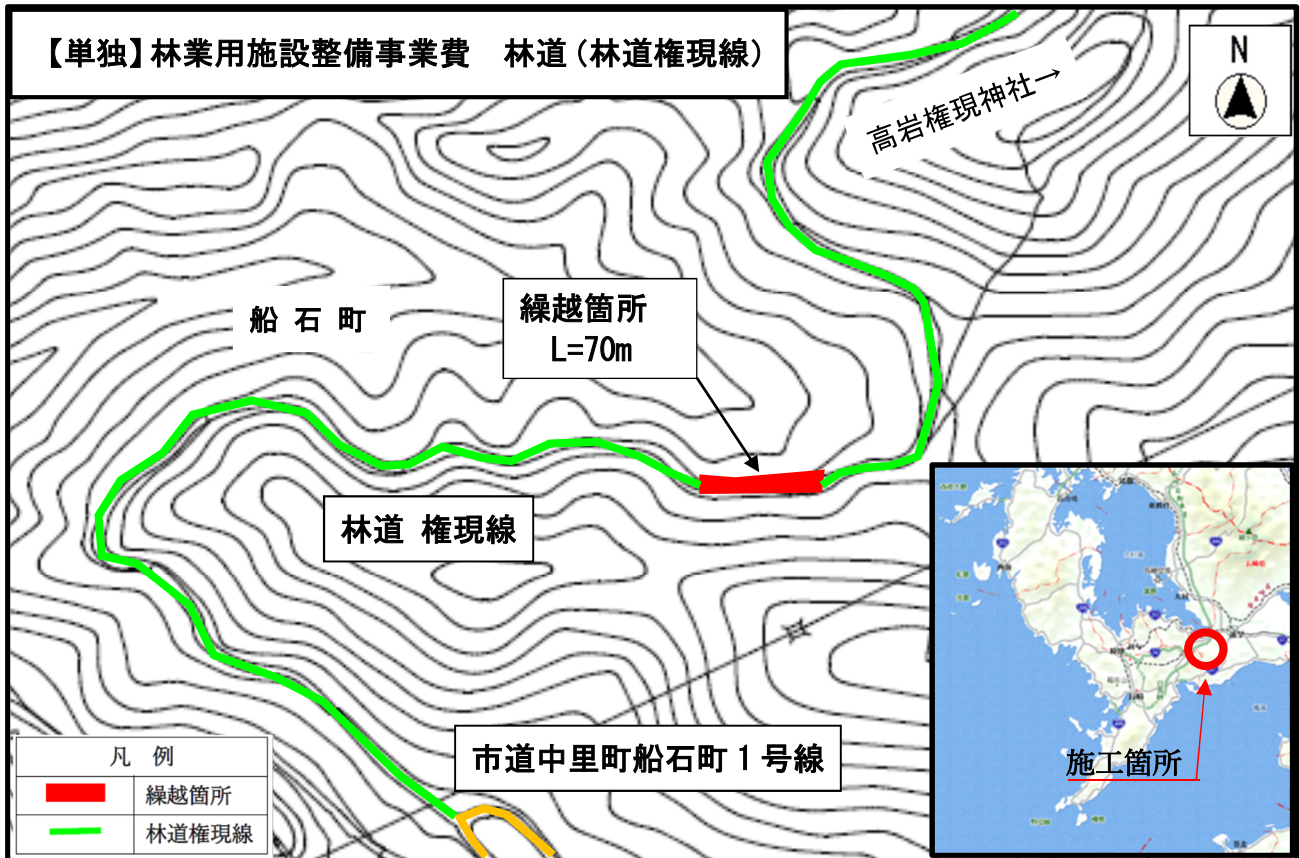 【単独】林業用施設整備事業費　林道（林道権現線）
N
高岩権現神社→
船 石 町
繰越箇所
L=70m
林道 権現線
市道中里町船石町１号線
凡 例
繰越箇所
林道権現線
施工箇所